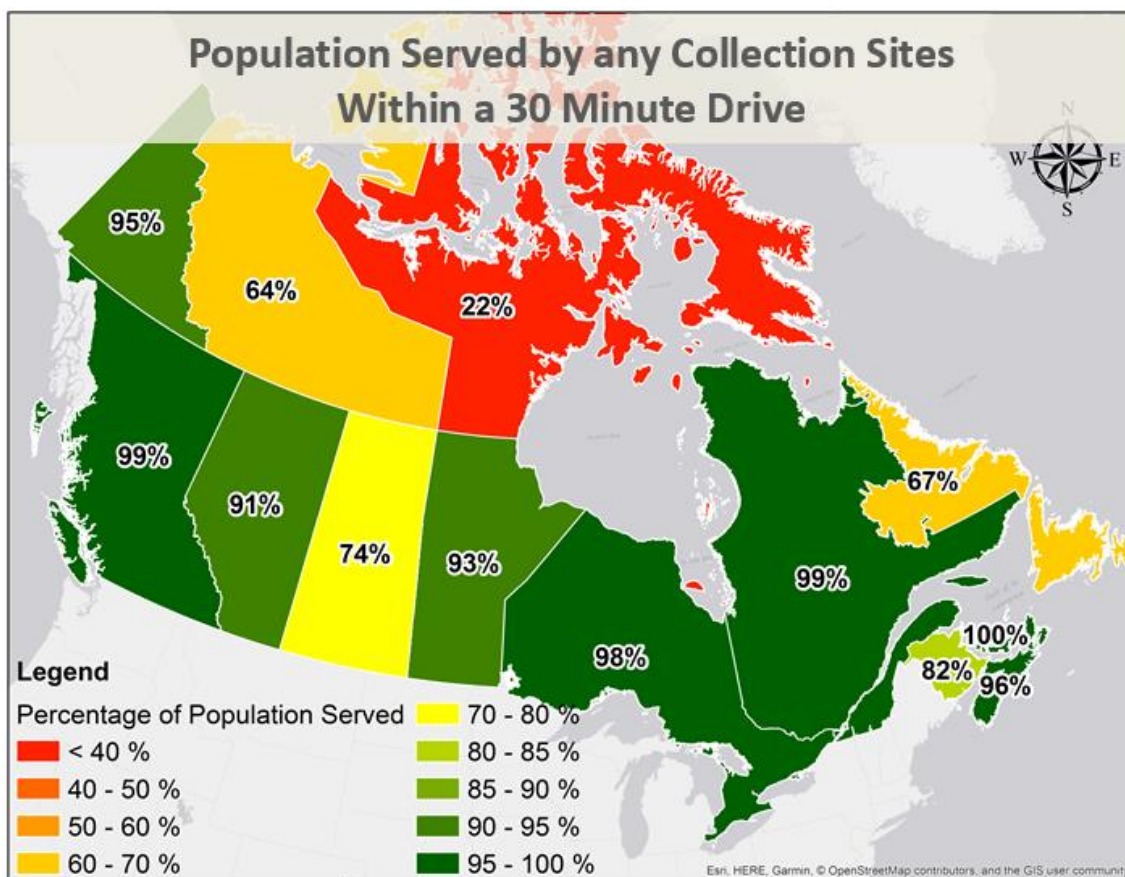 Population Served by any Collection Sites
Within a 30 Minute Drive
N
W E
S
95%
64%
22%
99%
91%
74%
93%
67%
99%
98%
100%
82%
96%
Legend
Percentage of Population Served
< 40 %
40 - 50 %
50 - 60 %
60 - 70 %
70 - 80 %
80 - 85 %
85 - 90 %
90 - 95 %
95 - 100 %
Esri, HERE, Garmin, © OpenStreetMap contributors, and the GIS user community